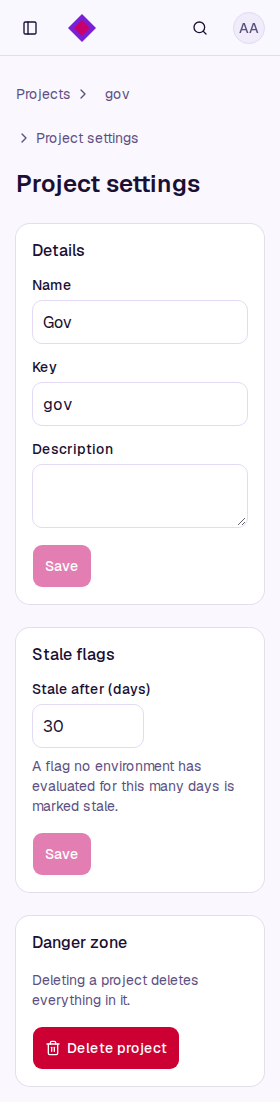 AA
Projects gov
Project settings
Project settings
Details
Name
Gov
Key
gov
Description
Save
Stale flags
Stale after (days)
30
A flag no environment has
evaluated for this many days is
marked stale.
Save
Danger zone
Deleting a project deletes
everything in it.
Delete project